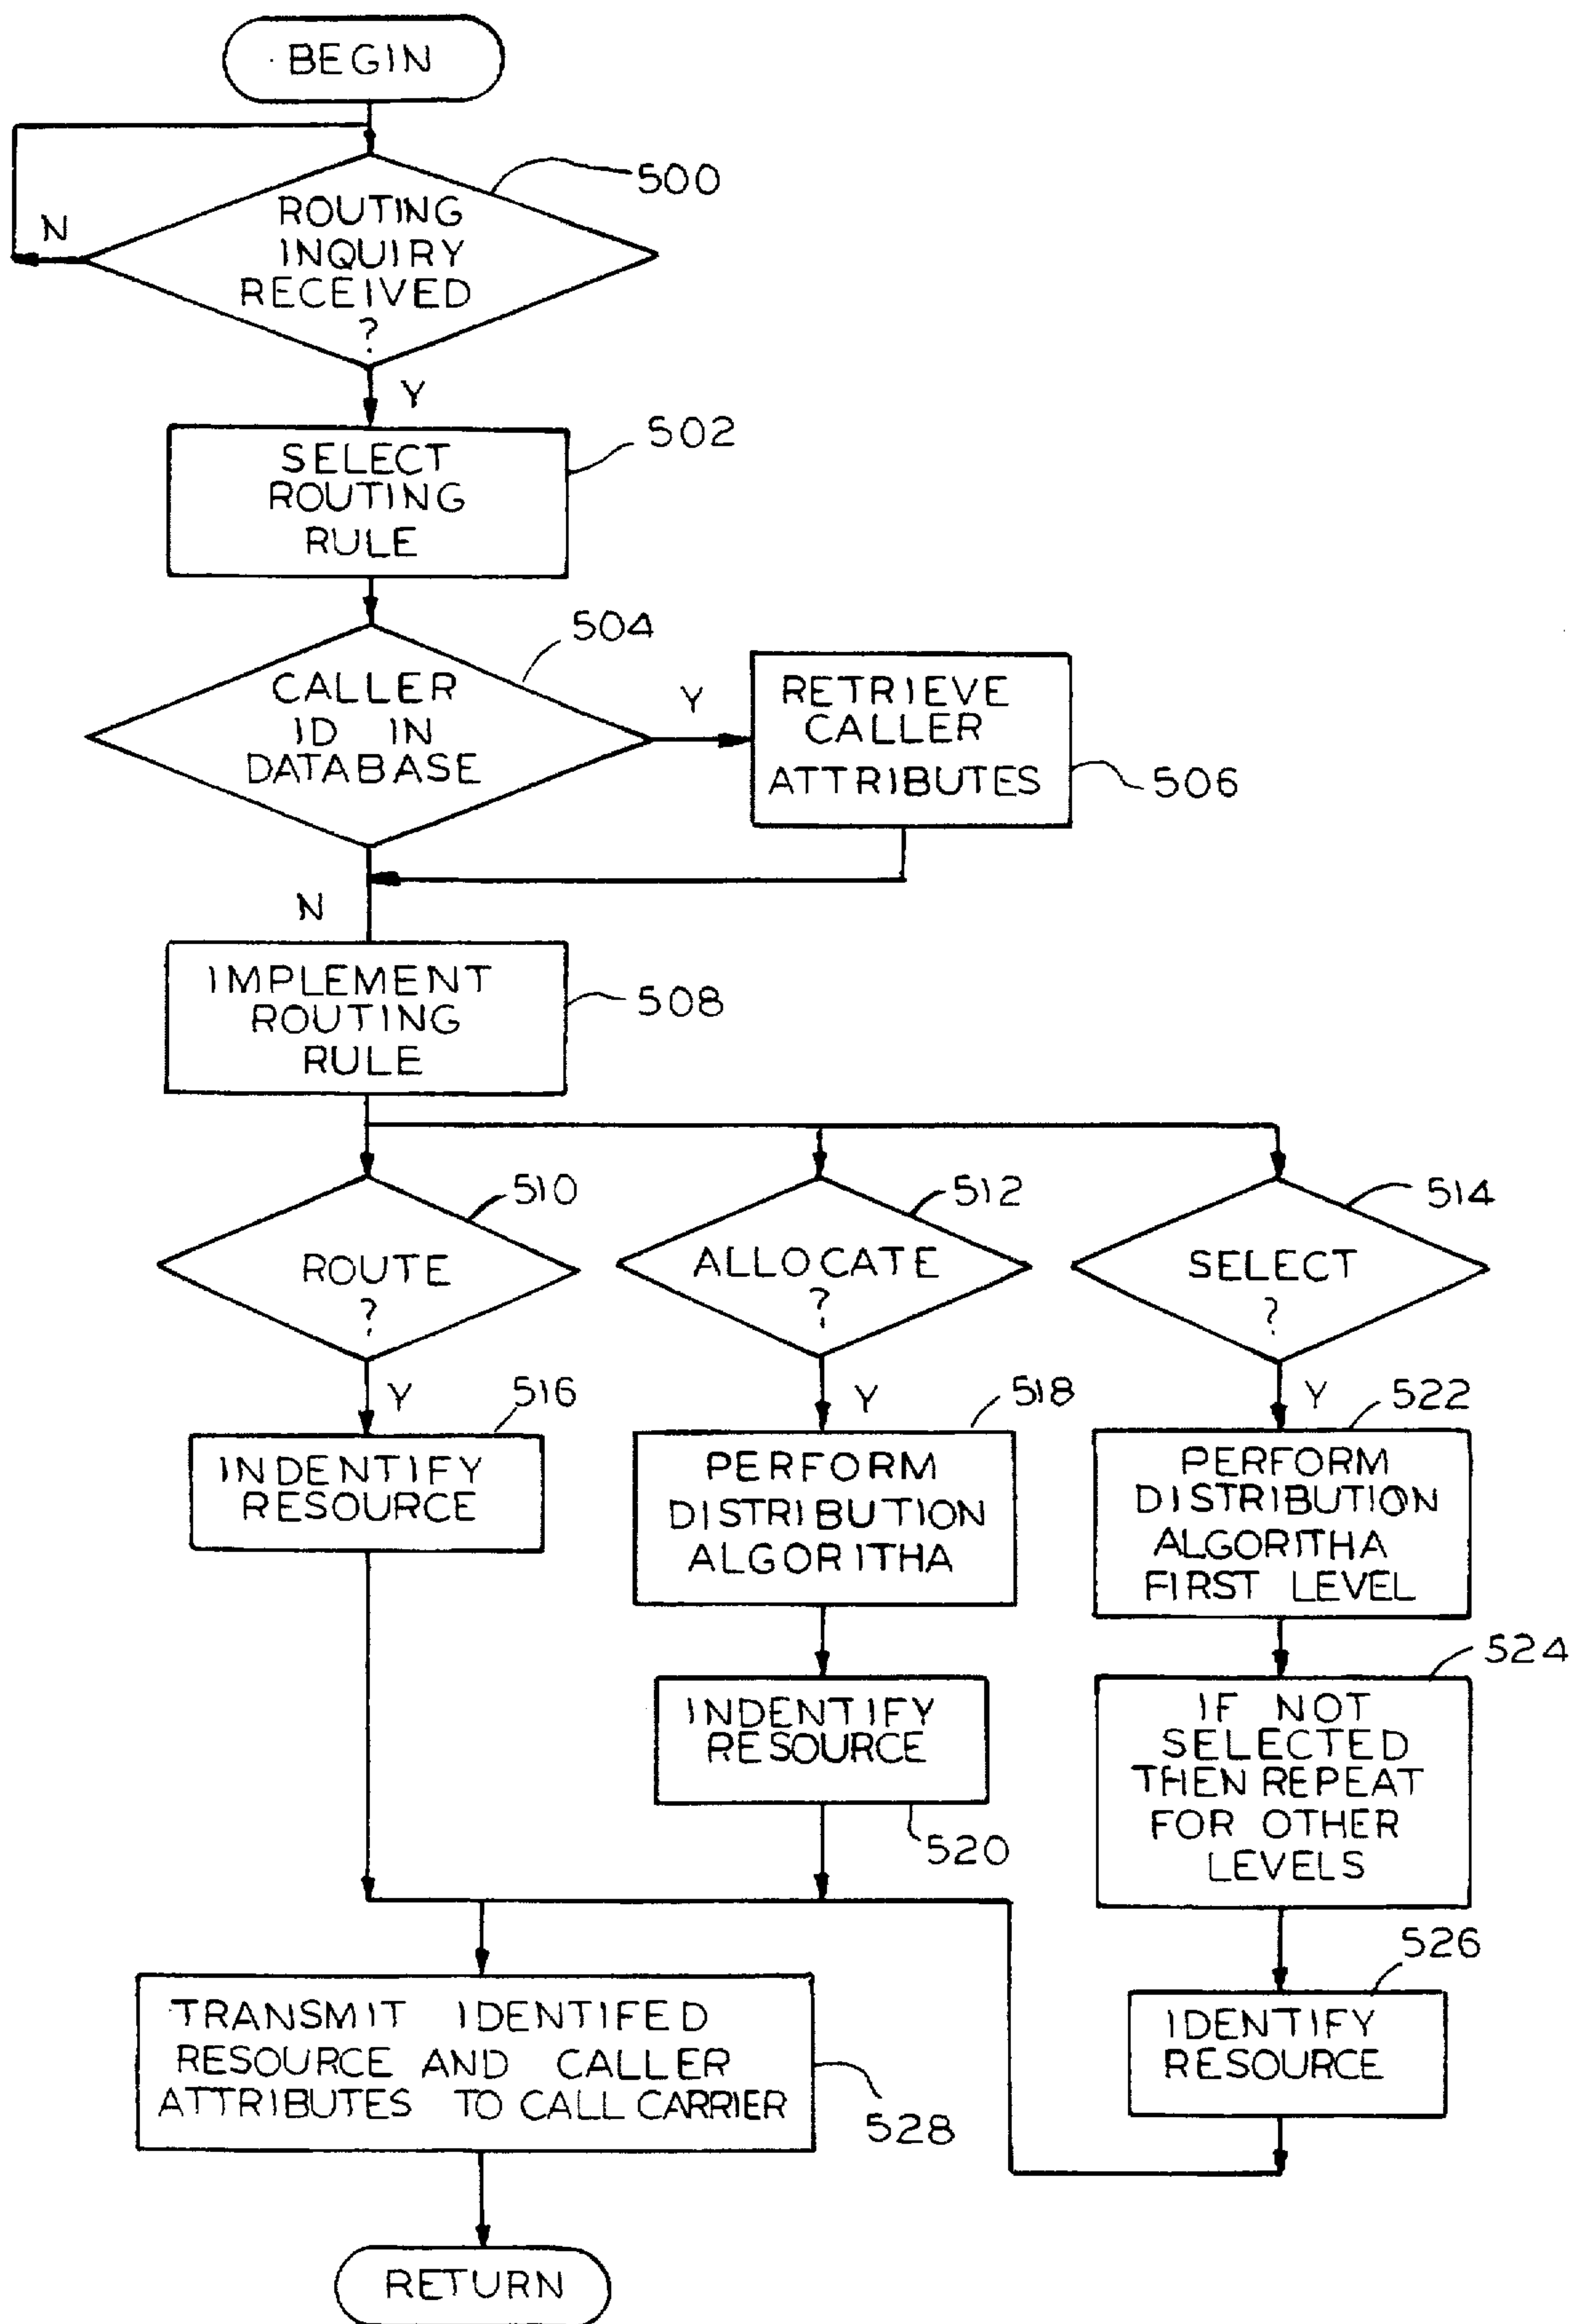 BEGIN
500
ROUTING
INQUIRY
RECEIVED
?
N
Y
502
SELECT
ROUTING
RULE
504
CALLER
ID IN
DATABASE
Y
RETRIEVE
CALLER
ATTRIBUTES
506
N
IMPLEMENT
ROUTING
RULE
508
510
ROUTE
?
512
ALLOCATE
?
514
SELECT
?
Y
516
INDENTIFY
RESOURCE
Y
518
PERFORM
DISTRIBUTION
ALGORITHA
INDENTIFY
RESOURCE
520
Y
522
PERFORM
DISTRIBUTION
ALGORITHA
FIRST LEVEL
524
IF NOT
SELECTED
THEN REPEAT
FOR OTHER
LEVELS
526
IDENTIFY
RESOURCE
TRANSMIT IDENTIFED
RESOURCE AND CALLER
ATTRIBUTES TO CALL CARRIER
528
RETURN